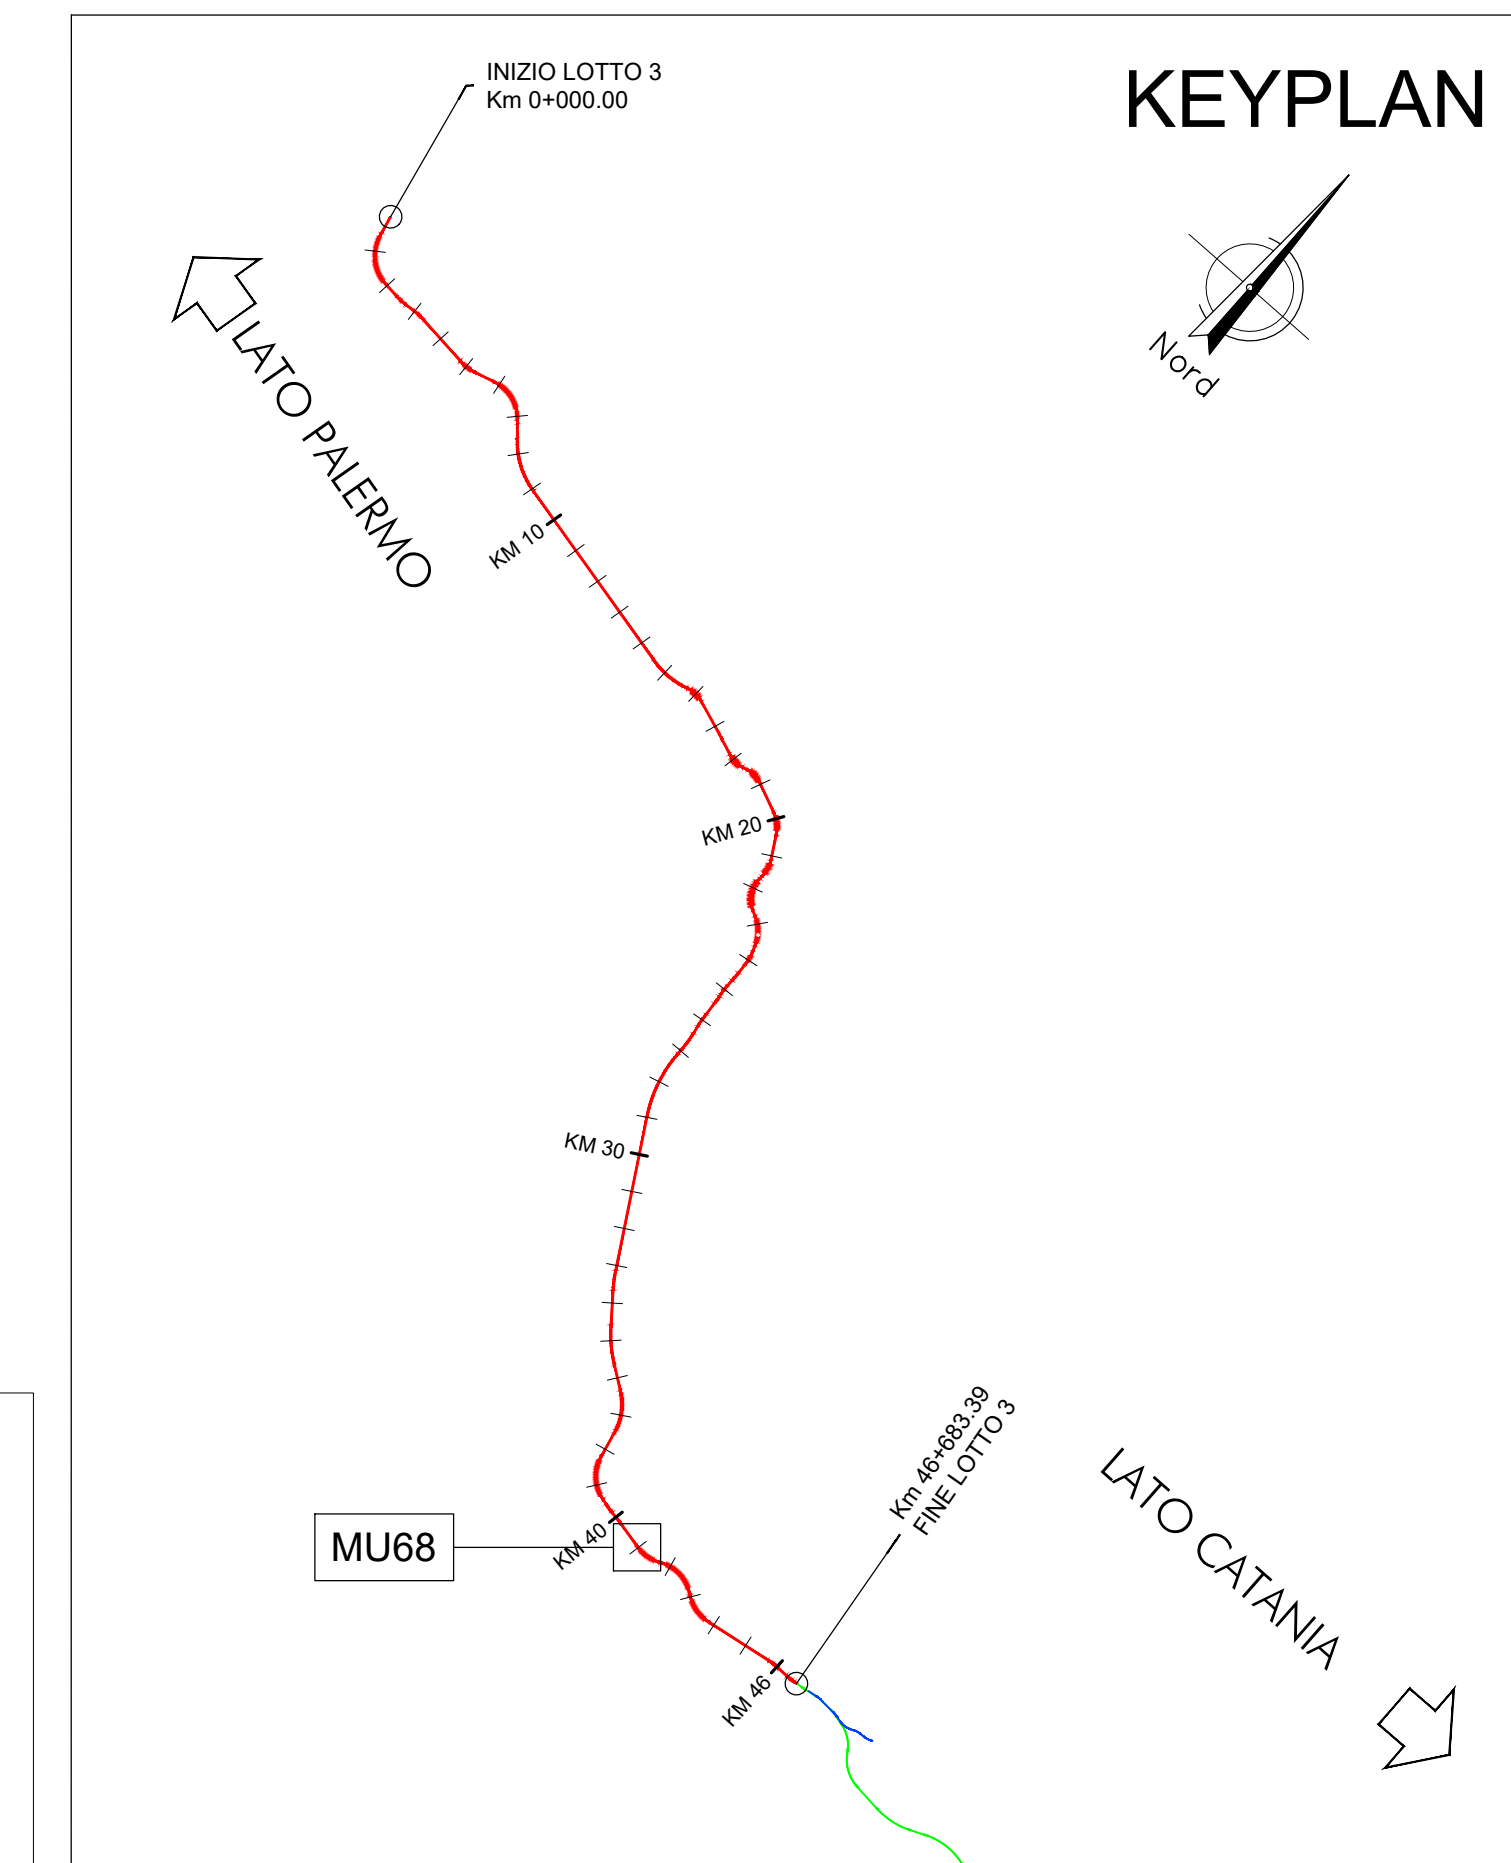 INIZIO LOTTO 3
Km 0+000.00
KEYPLAN
Nord
LATO PALERMO
KM 10
KM 20
KM 30
Km 46+683.39
FINE LOTTO 3
LATO CATANIA
MU68
KM 40
KM 46